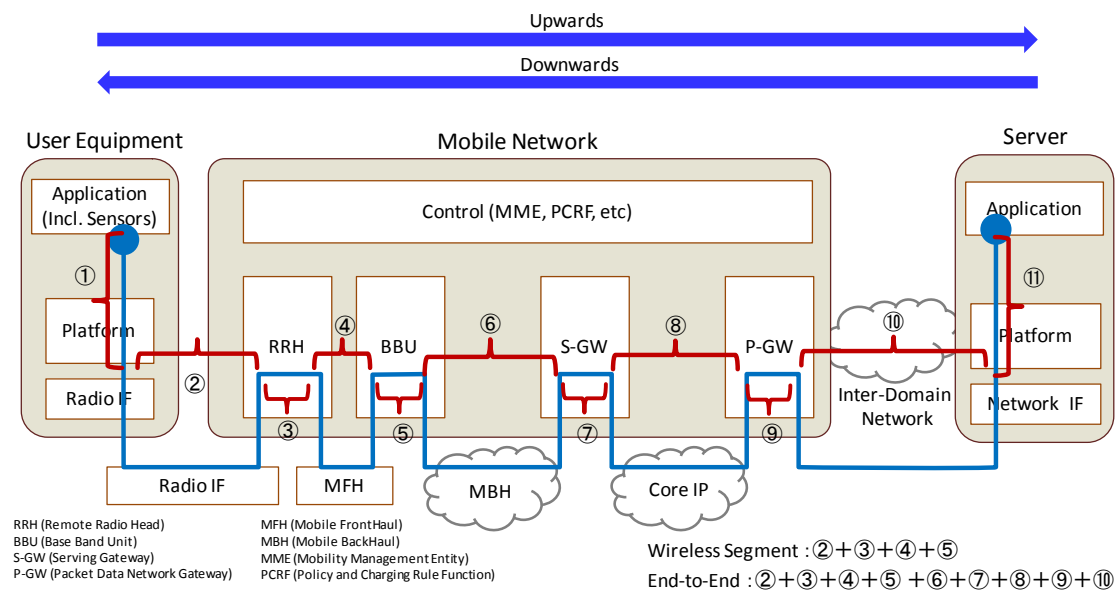 Upwards
Downwards
User Equipment
Mobile Network
Server
Application
(Incl. Sensors)
Control (MME, PCRF, etc)
Application
①
⑪
Platform
RRH
④
BBU
⑥
S-GW
⑧
P-GW
⑩
Platform
②
Radio IF
③
⑤
⑦
⑨
Inter-Domain
Network
Network IF
Radio IF
MFH
MBH
Core IP
RRH (Remote Radio Head)
BBU (Base Band Unit)
S-GW (Serving Gateway)
P-GW (Packet Data Network Gateway)
MFH (Mobile FrontHaul)
MBH (Mobile BackHaul)
MME (Mobility Management Entity)
PCRF (Policy and Charging Rule Function)
Wireless Segment : ②+③+④+⑤
End-to-End : ②+③+④+⑤ +⑥+⑦+⑧+⑨+⑩